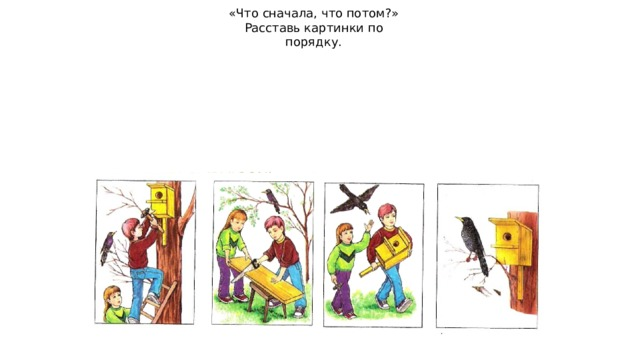 «Что сначала, что потом?»
Расставь картинки по
порядку.